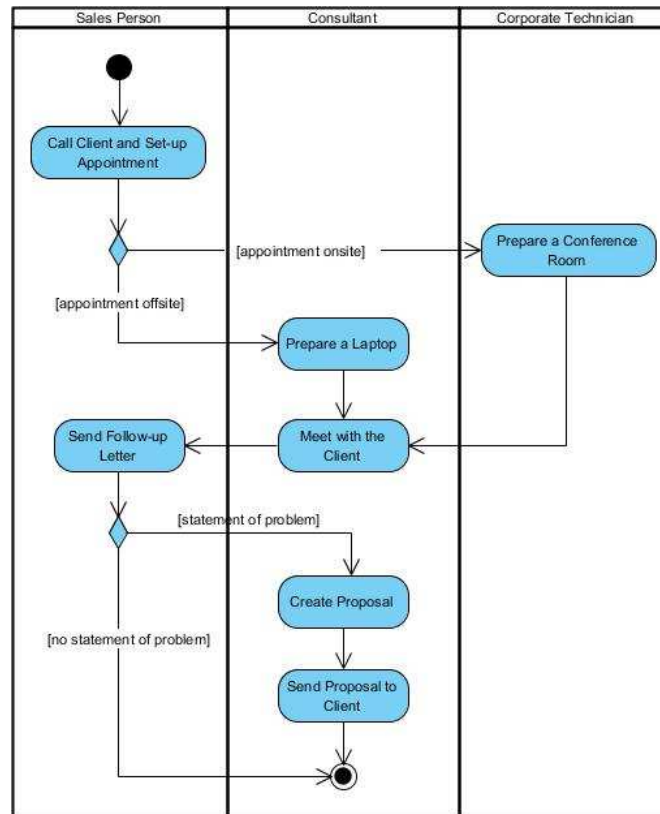 Sales Person
Consultant
Corporate Technician
Call Client and Set-up
Appointment
[appointment onsite]
Prepare a Conference
Room
[appointment offsite]
Prepare a Laptop
Send Follow-up
Letter
Meet with the
Client
[statement of problem]
Create Proposal
[no statement of problem]
Send Proposal to
Client